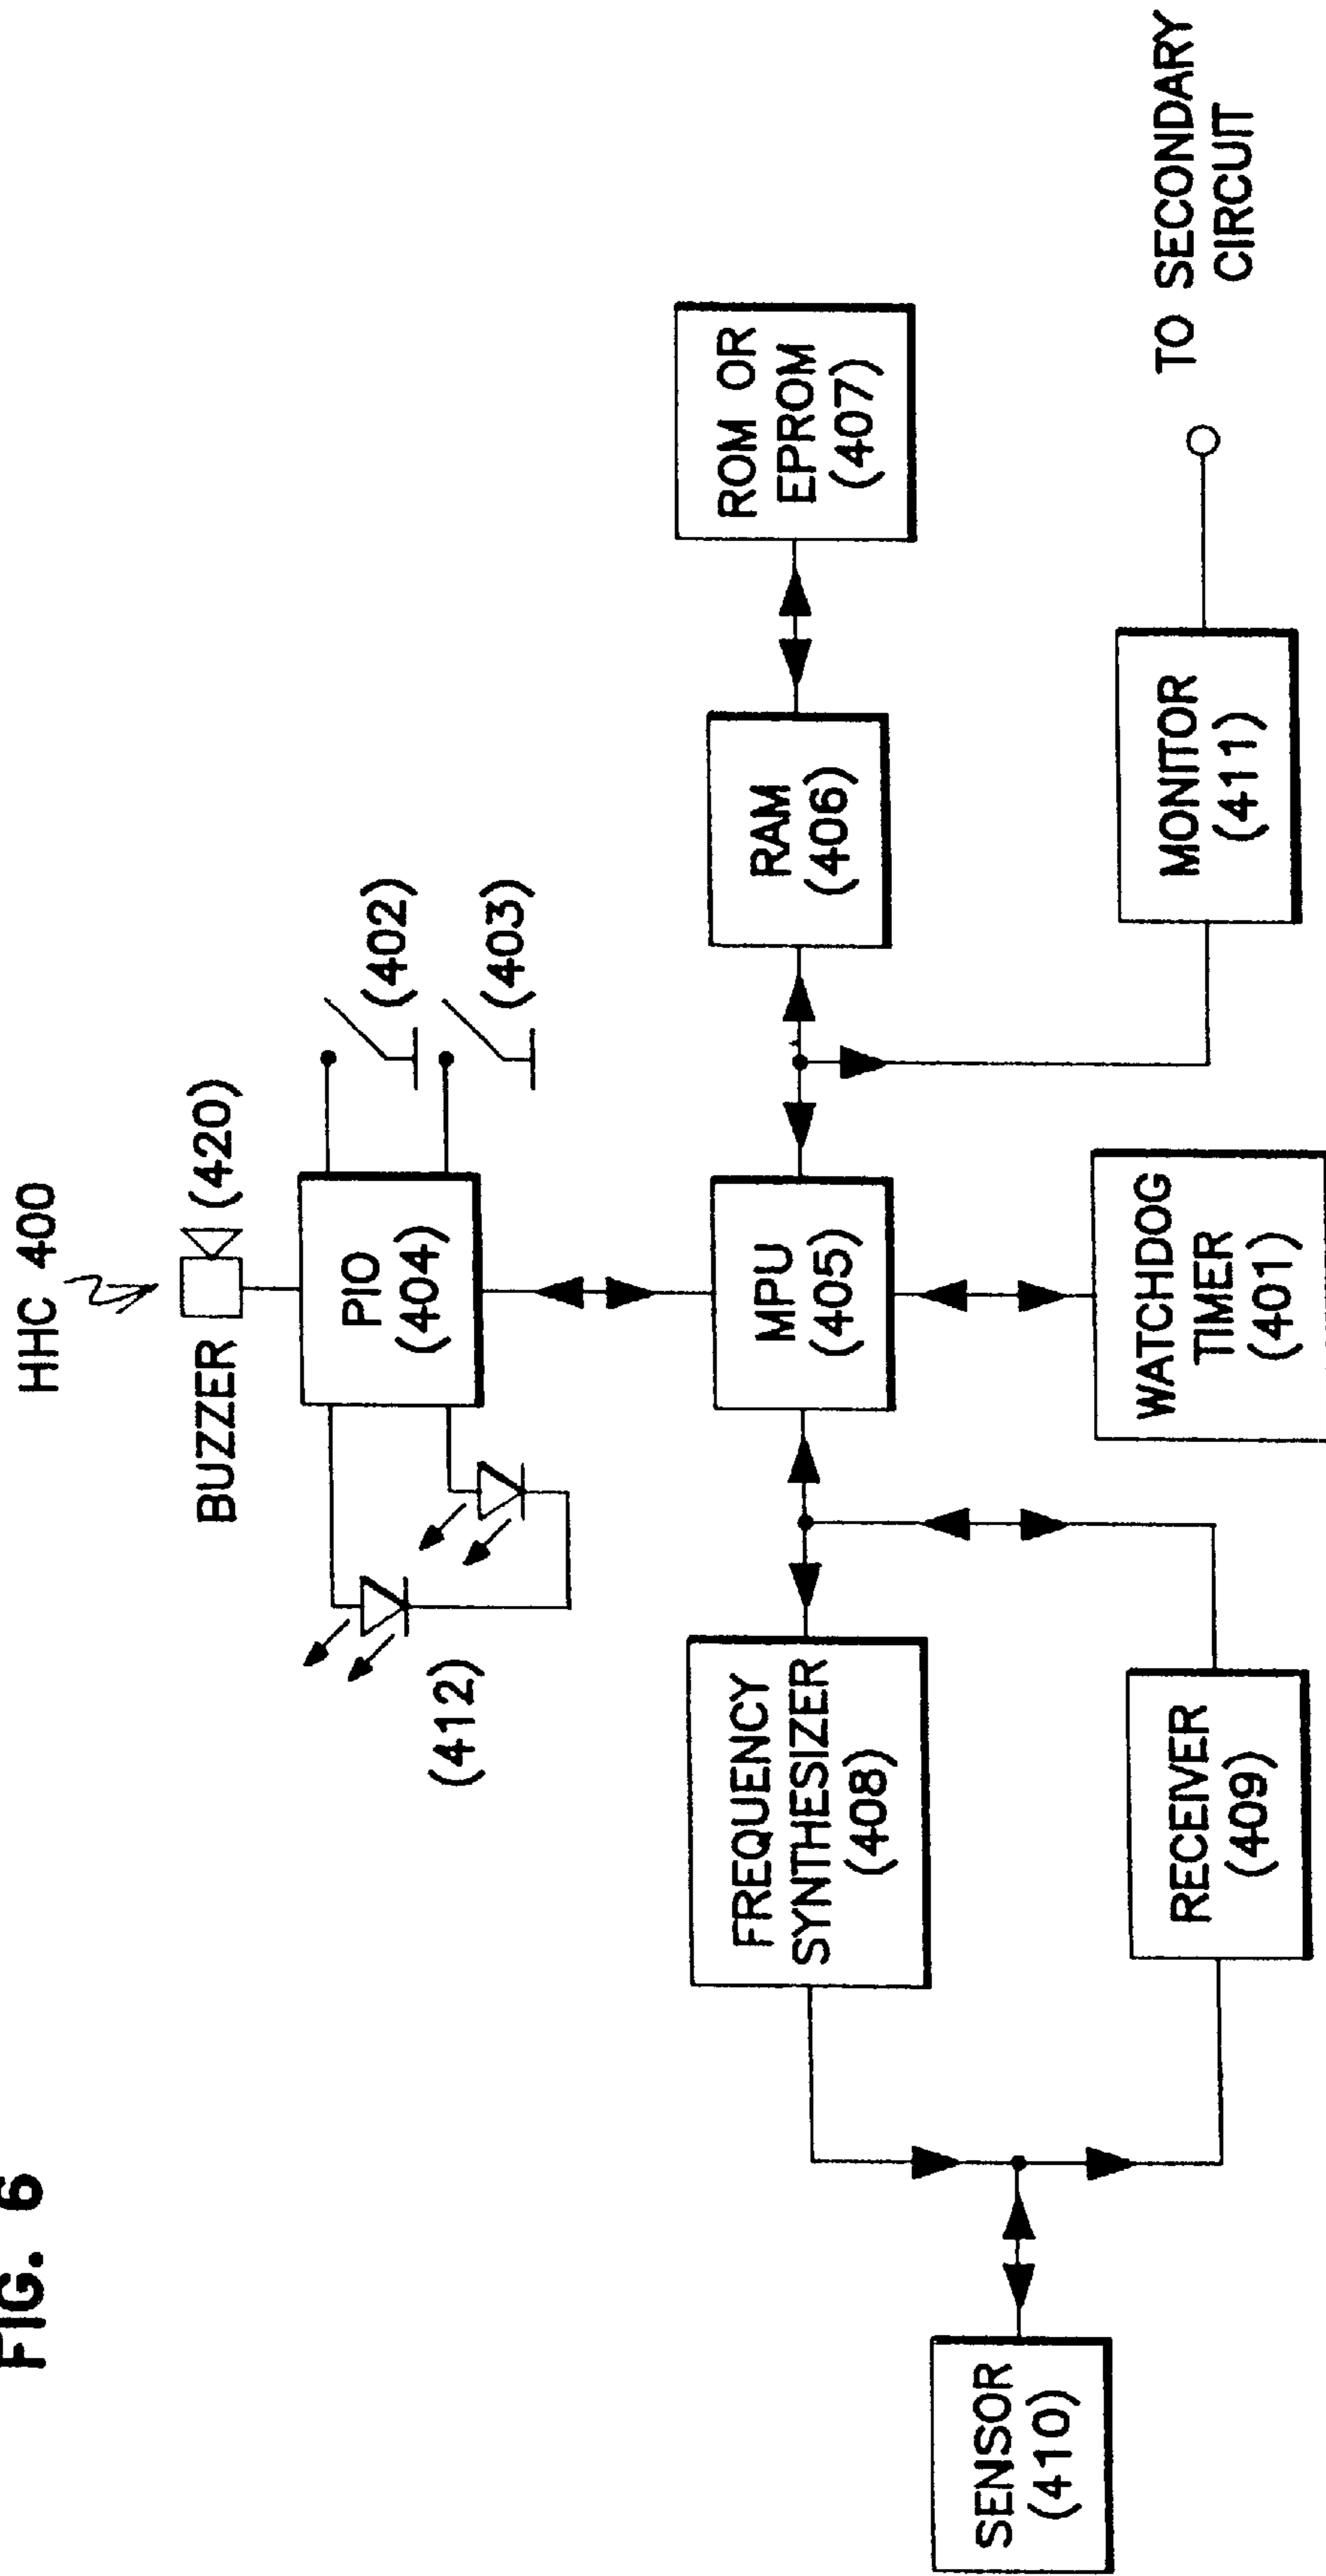 FIG. 6
HHC 400
BUZZER
(420)
PIO
(404)
(402)
(403)
(412)
FREQUENCY
SYNTHESIZER
(408)
MPU
(405)
RAM
(406)
ROM OR
EPROM
(407)
SENSOR
(410)
RECEIVER
(409)
WATCHDOG
TIMER
(401)
MONITOR
(411)
TO SECONDARY
CIRCUIT